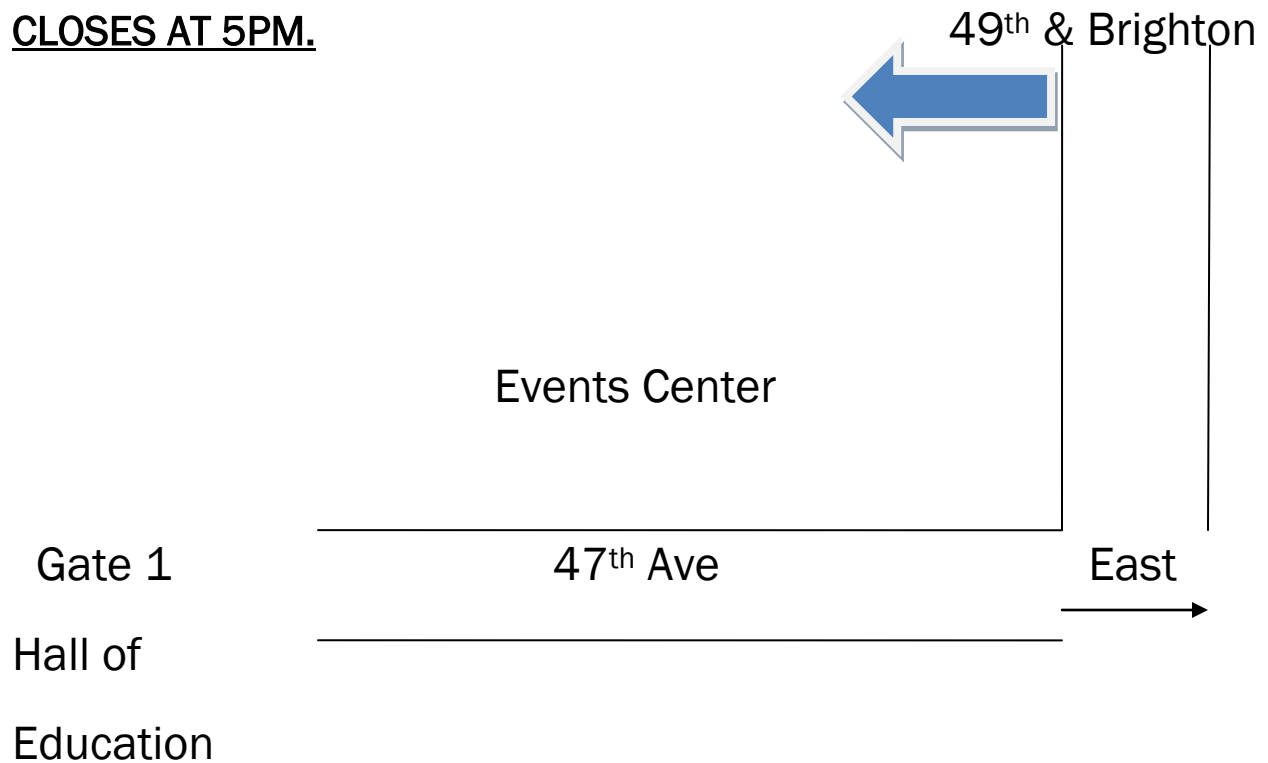 CLOSES AT 5PM.
49th & Brighton
Events Center
Gate 1
47th Ave
East
Hall of
Education